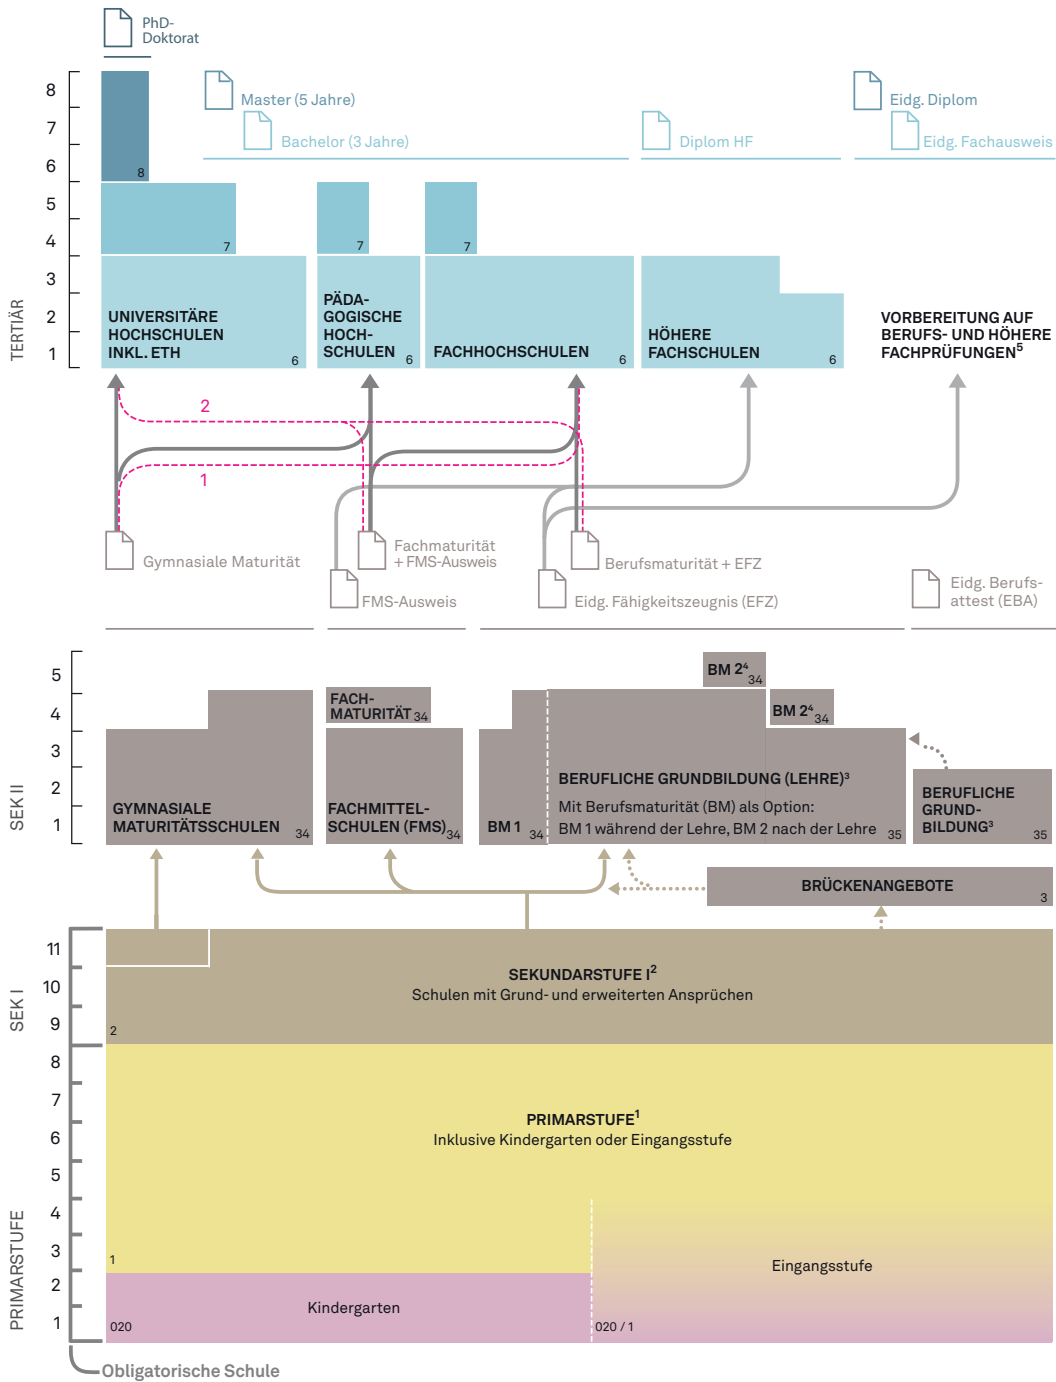 PhD-
Doktorat
8
7
6
5
4
3
2
1
TERTIÄR
Master (5 Jahre)
Bachelor (3 Jahre)
Diplom HF
Eidg. Diplom
Eidg. Fachausweis
8
7
7
7
UNIVERSITÄRE
HOCHSCHULEN
INKL. ETH
6
PÄDA-
GOGISCHE
HOCH-
SCHULEN
6
FACHHOCHSCHULEN
6
HÖHERE
FACHSCHULEN
6
VORBEREITUNG AUF
BERUFS- UND HÖHERE
FACHPRÜFUNGEN⁵
2
1
Gymnasiale Maturität
Fachmaturität
+ FMS-Ausweis
Berufsmaturität + EFZ
FMS-Ausweis
Eidg. Fähigkeitszeugnis (EFZ)
Eidg. Berufs-
attest (EBA)
5
4
3
2
1
SEK II
BM 2⁴
34
FACH-
MATURITÄT 34
BM 2⁴
34
GYMNASIALE
MATURITÄTSSCHULEN
34
FACHMITTEL-
SCHULEN (FMS)
34
BM 1
34
BERUFLICHE GRUNDBILDUNG (LEHRE)³
Mit Berufsmaturität (BM) als Option:
BM 1 während der Lehre, BM 2 nach der Lehre
35
BERUFLICHE
GRUND-
BILDUNG³
35
BRÜCKENANGEBOTE
3
11
10
9
SEK I
SEKUNDARSTUFE I²
Schulen mit Grund- und erweiterten Ansprüchen
2
8
7
6
5
4
3
2
1
PRIMARSTUFE
PRIMARSTUFE¹
Inklusive Kindergarten oder Eingangsstufe
1
Eingangsstufe
Kindergarten
020
020 / 1
Obligatorische Schule